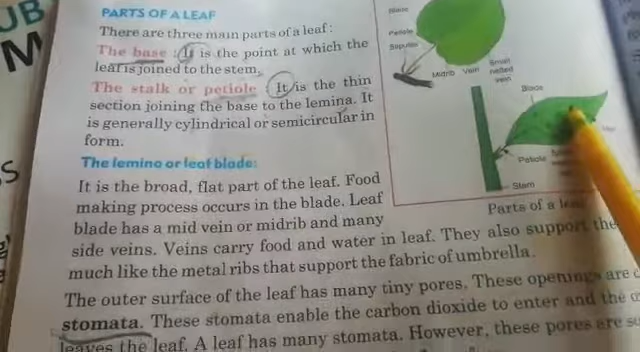 UB
M
S
PARTS OF A LEAF
There are three main parts of a leaf :
The base : It is the point at which the
leaf is joined to the stem.
The stalk or petiole : It is the thin
section joining the base to the lemina. It
is generally cylindrical or semicircular in
form.
The lemina or leaf blade:
It is the broad, flat part of the leaf. Food
making process occurs in the blade. Leaf
blade has a mid vein or midrib and many
side veins. Veins carry food and water in leaf. They also support the
much like the metal ribs that support the fabric of umbrella.
The outer surface of the leaf has many tiny pores. These openings are
stomata. These stomata enable the carbon dioxide to enter and the
leaves the leaf. A leaf has many stomata. However, these pores are
Blade
Petiole
Stipules
Midrib
Vein
Small
netted
vein
Blade
Petiole
Stem
Parts of a leaf